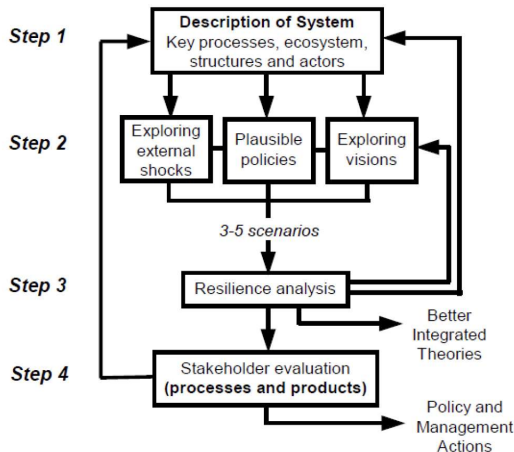 Step 1
Description of System
Key processes, ecosystem,
structures and actors
Step 2
Exploring
external
shocks
Plausible
policies
Exploring
visions
3-5 scenarios
Step 3
Resilience analysis
Better
Integrated
Theories
Step 4
Stakeholder evaluation
(processes and products)
Policy and
Management
Actions